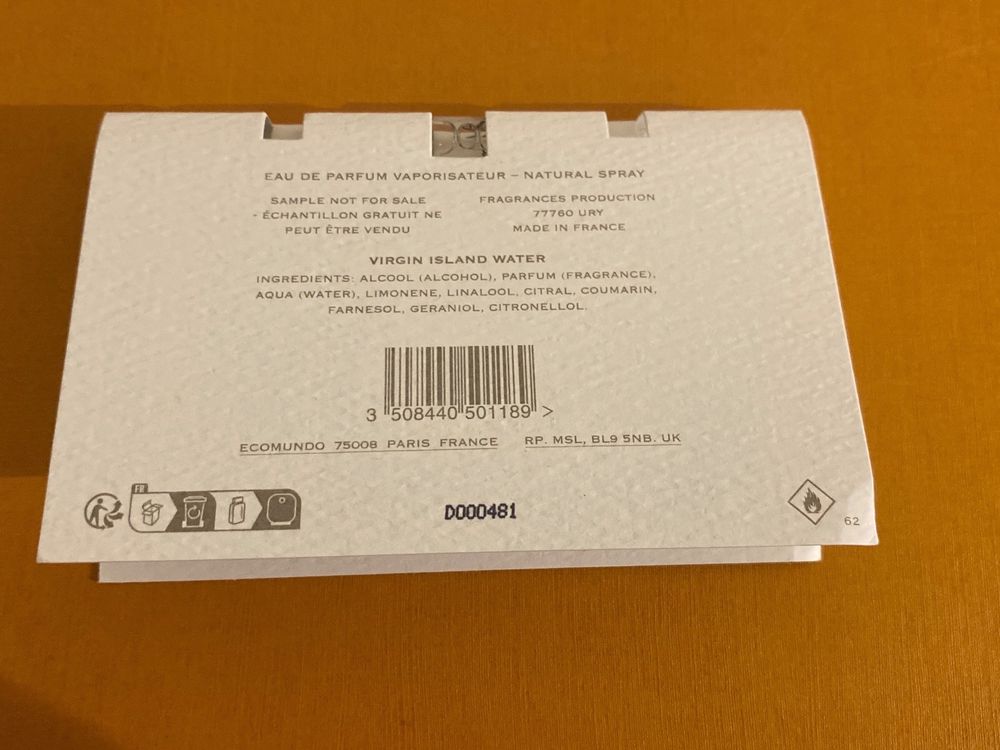 EAU DE PARFUM VAPORISATEUR – NATURAL SPRAY
SAMPLE NOT FOR SALE
- ÉCHANTILLON GRATUIT NE
PEUT ÊTRE VENDU
FRAGRANCES PRODUCTION
77760 URY
MADE IN FRANCE
VIRGIN ISLAND WATER
INGREDIENTS: ALCOOL (ALCOHOL), PARFUM (FRAGRANCE),
AQUA (WATER), LIMONENE, LINALOOL, CITRAL, COUMARIN,
FARNESOL, GERANIOL, CITRONELLOL.
3 508440 501189 >
ECOMUNDO 75008 PARIS FRANCE RP. MSL, BL9 5NB. UK
FR
D000481
62